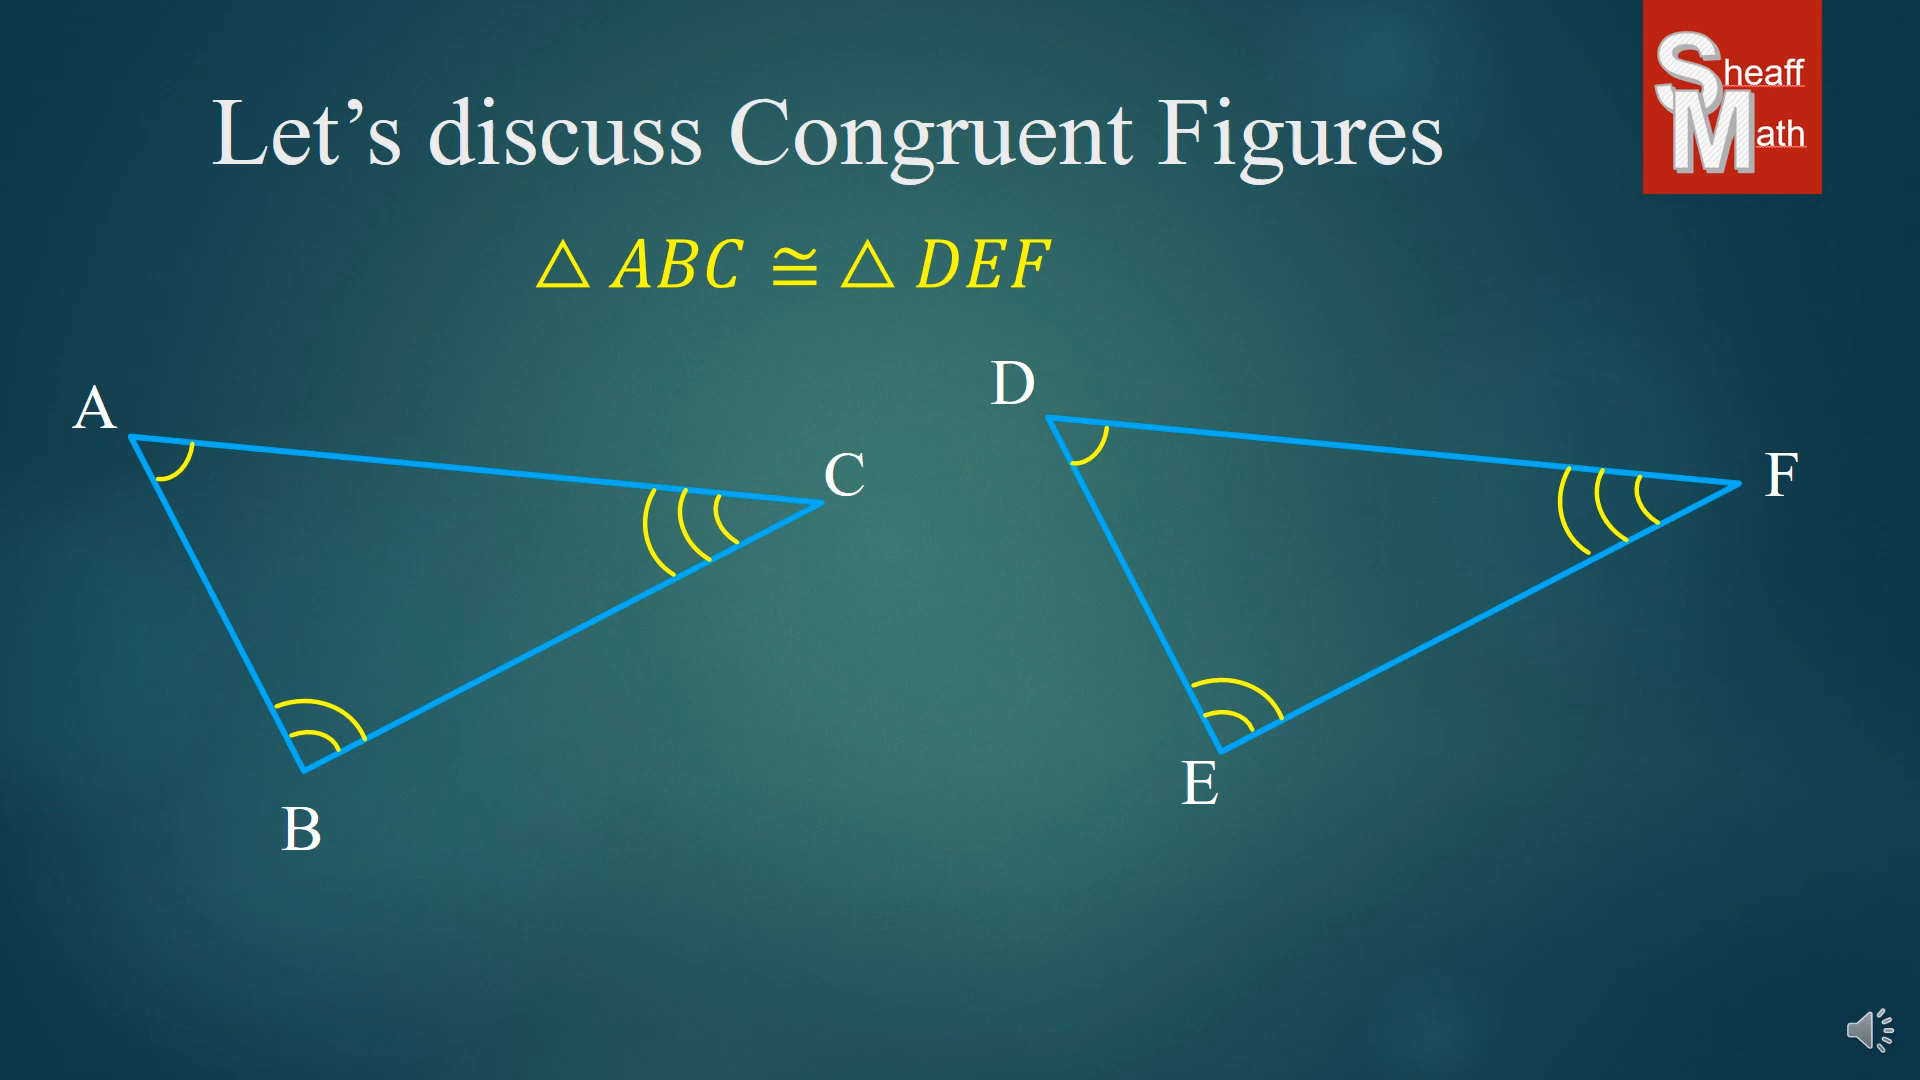 Sheaff
Math
Let’s discuss Congruent Figures
△ ABC ≅ △ DEF
A
C
B
D
F
E